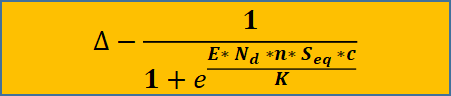 Δ − 1 / (1 + e^((E* N_d *n* S_eq *c) / K))